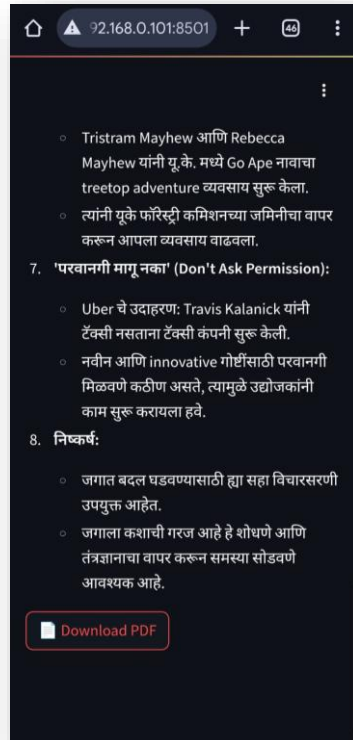 92.168.0.101:8501
46
Tristram Mayhew आणि Rebecca
Mayhew यांनी यू.के. मध्ये Go Ape नावाचा
treetop adventure व्यवसाय सुरू केला.
त्यांनी यूके फॉरेस्ट्री कमिशनच्या जमिनीचा वापर
करून आपला व्यवसाय वाढवला.
7. 'परवानगी मागू नका' (Don't Ask Permission):
Uber चे उदाहरण: Travis Kalanick यांनी
टॅक्सी नसताना टॅक्सी कंपनी सुरू केली.
नवीन आणि innovative गोष्टींसाठी परवानगी
मिळवणे कठीण असते, त्यामुळे उद्योजकांनी
काम सुरू करायला हवे.
8. निष्कर्ष:
जगात बदल घडवण्यासाठी ह्या सहा विचारसरणी
उपयुक्त आहेत.
जगाला कशाची गरज आहे हे शोधणे आणि
तंत्रज्ञानाचा वापर करून समस्या सोडवणे
आवश्यक आहे.
Download PDF